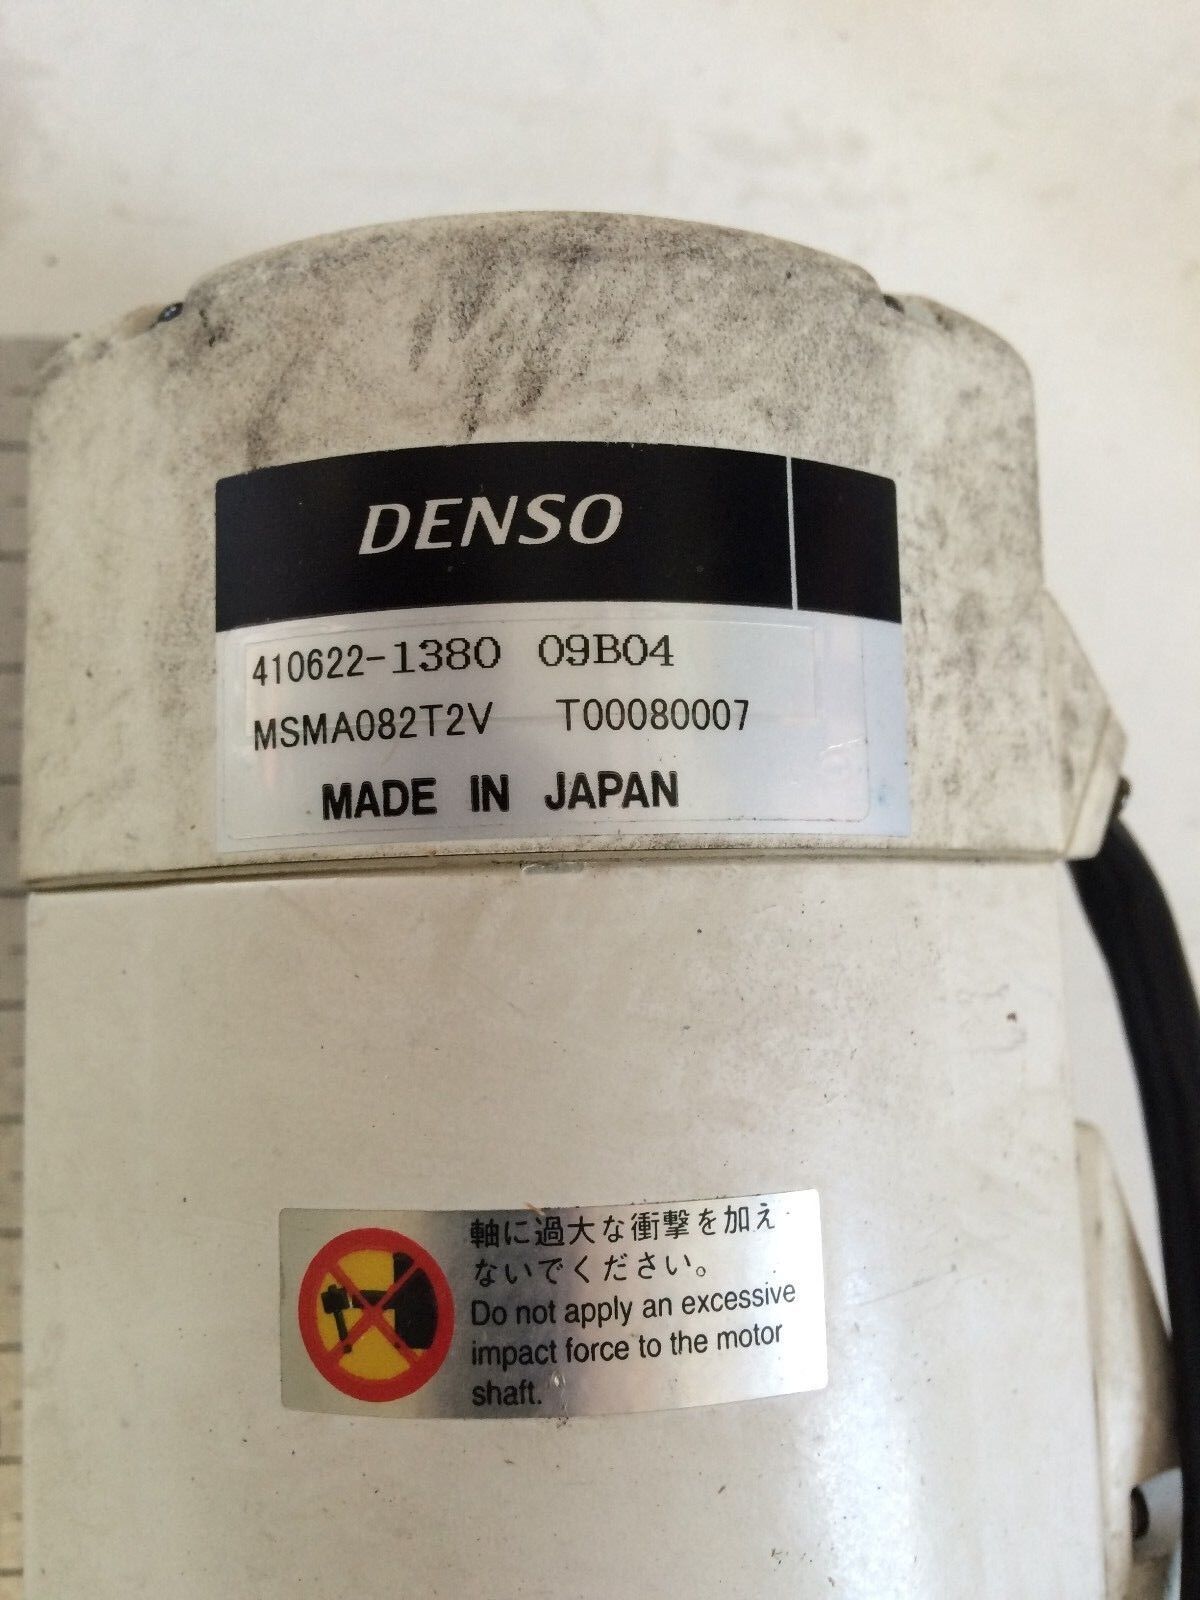 DENSO
410622-1380 09B04
MSMA082T2V T00080007
MADE IN JAPAN
軸に過大な衝撃を加え
ないでください。
Do not apply an excessive
impact force to the motor
shaft.